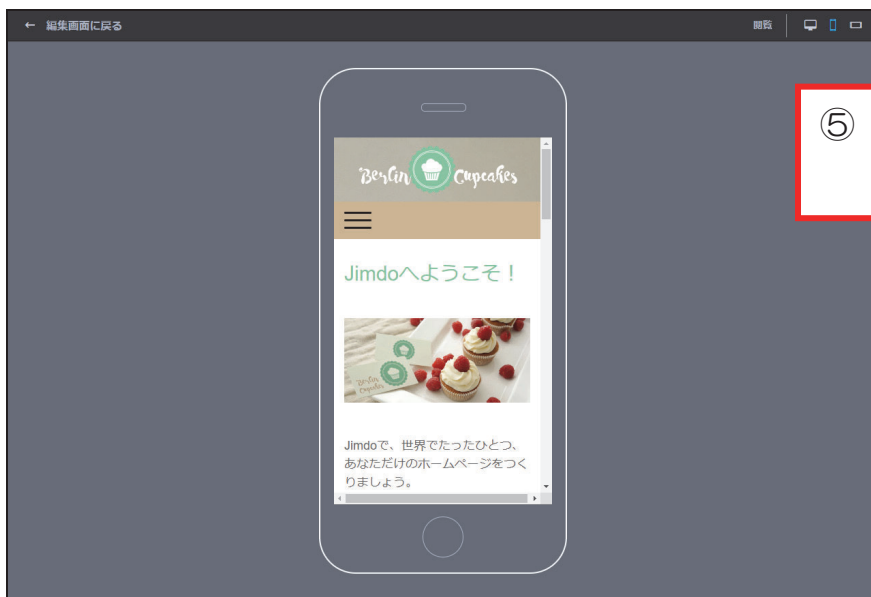 ← 編集画面に戻る
閲覧
⑤
Berlin Cupcakes
Jimdoへようこそ！
Berlin
Cupcakes
Jimdoで、世界でたったひとつ、
あなただけのホームページをつく
りましょう。